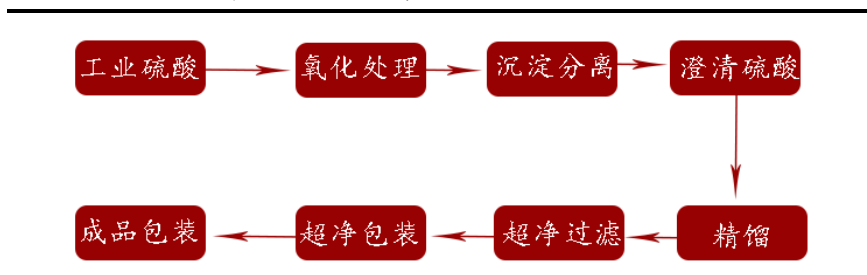 工业硫酸
氧化处理
沉淀分离
澄清硫酸
精馏
超净过滤
超净包装
成品包装